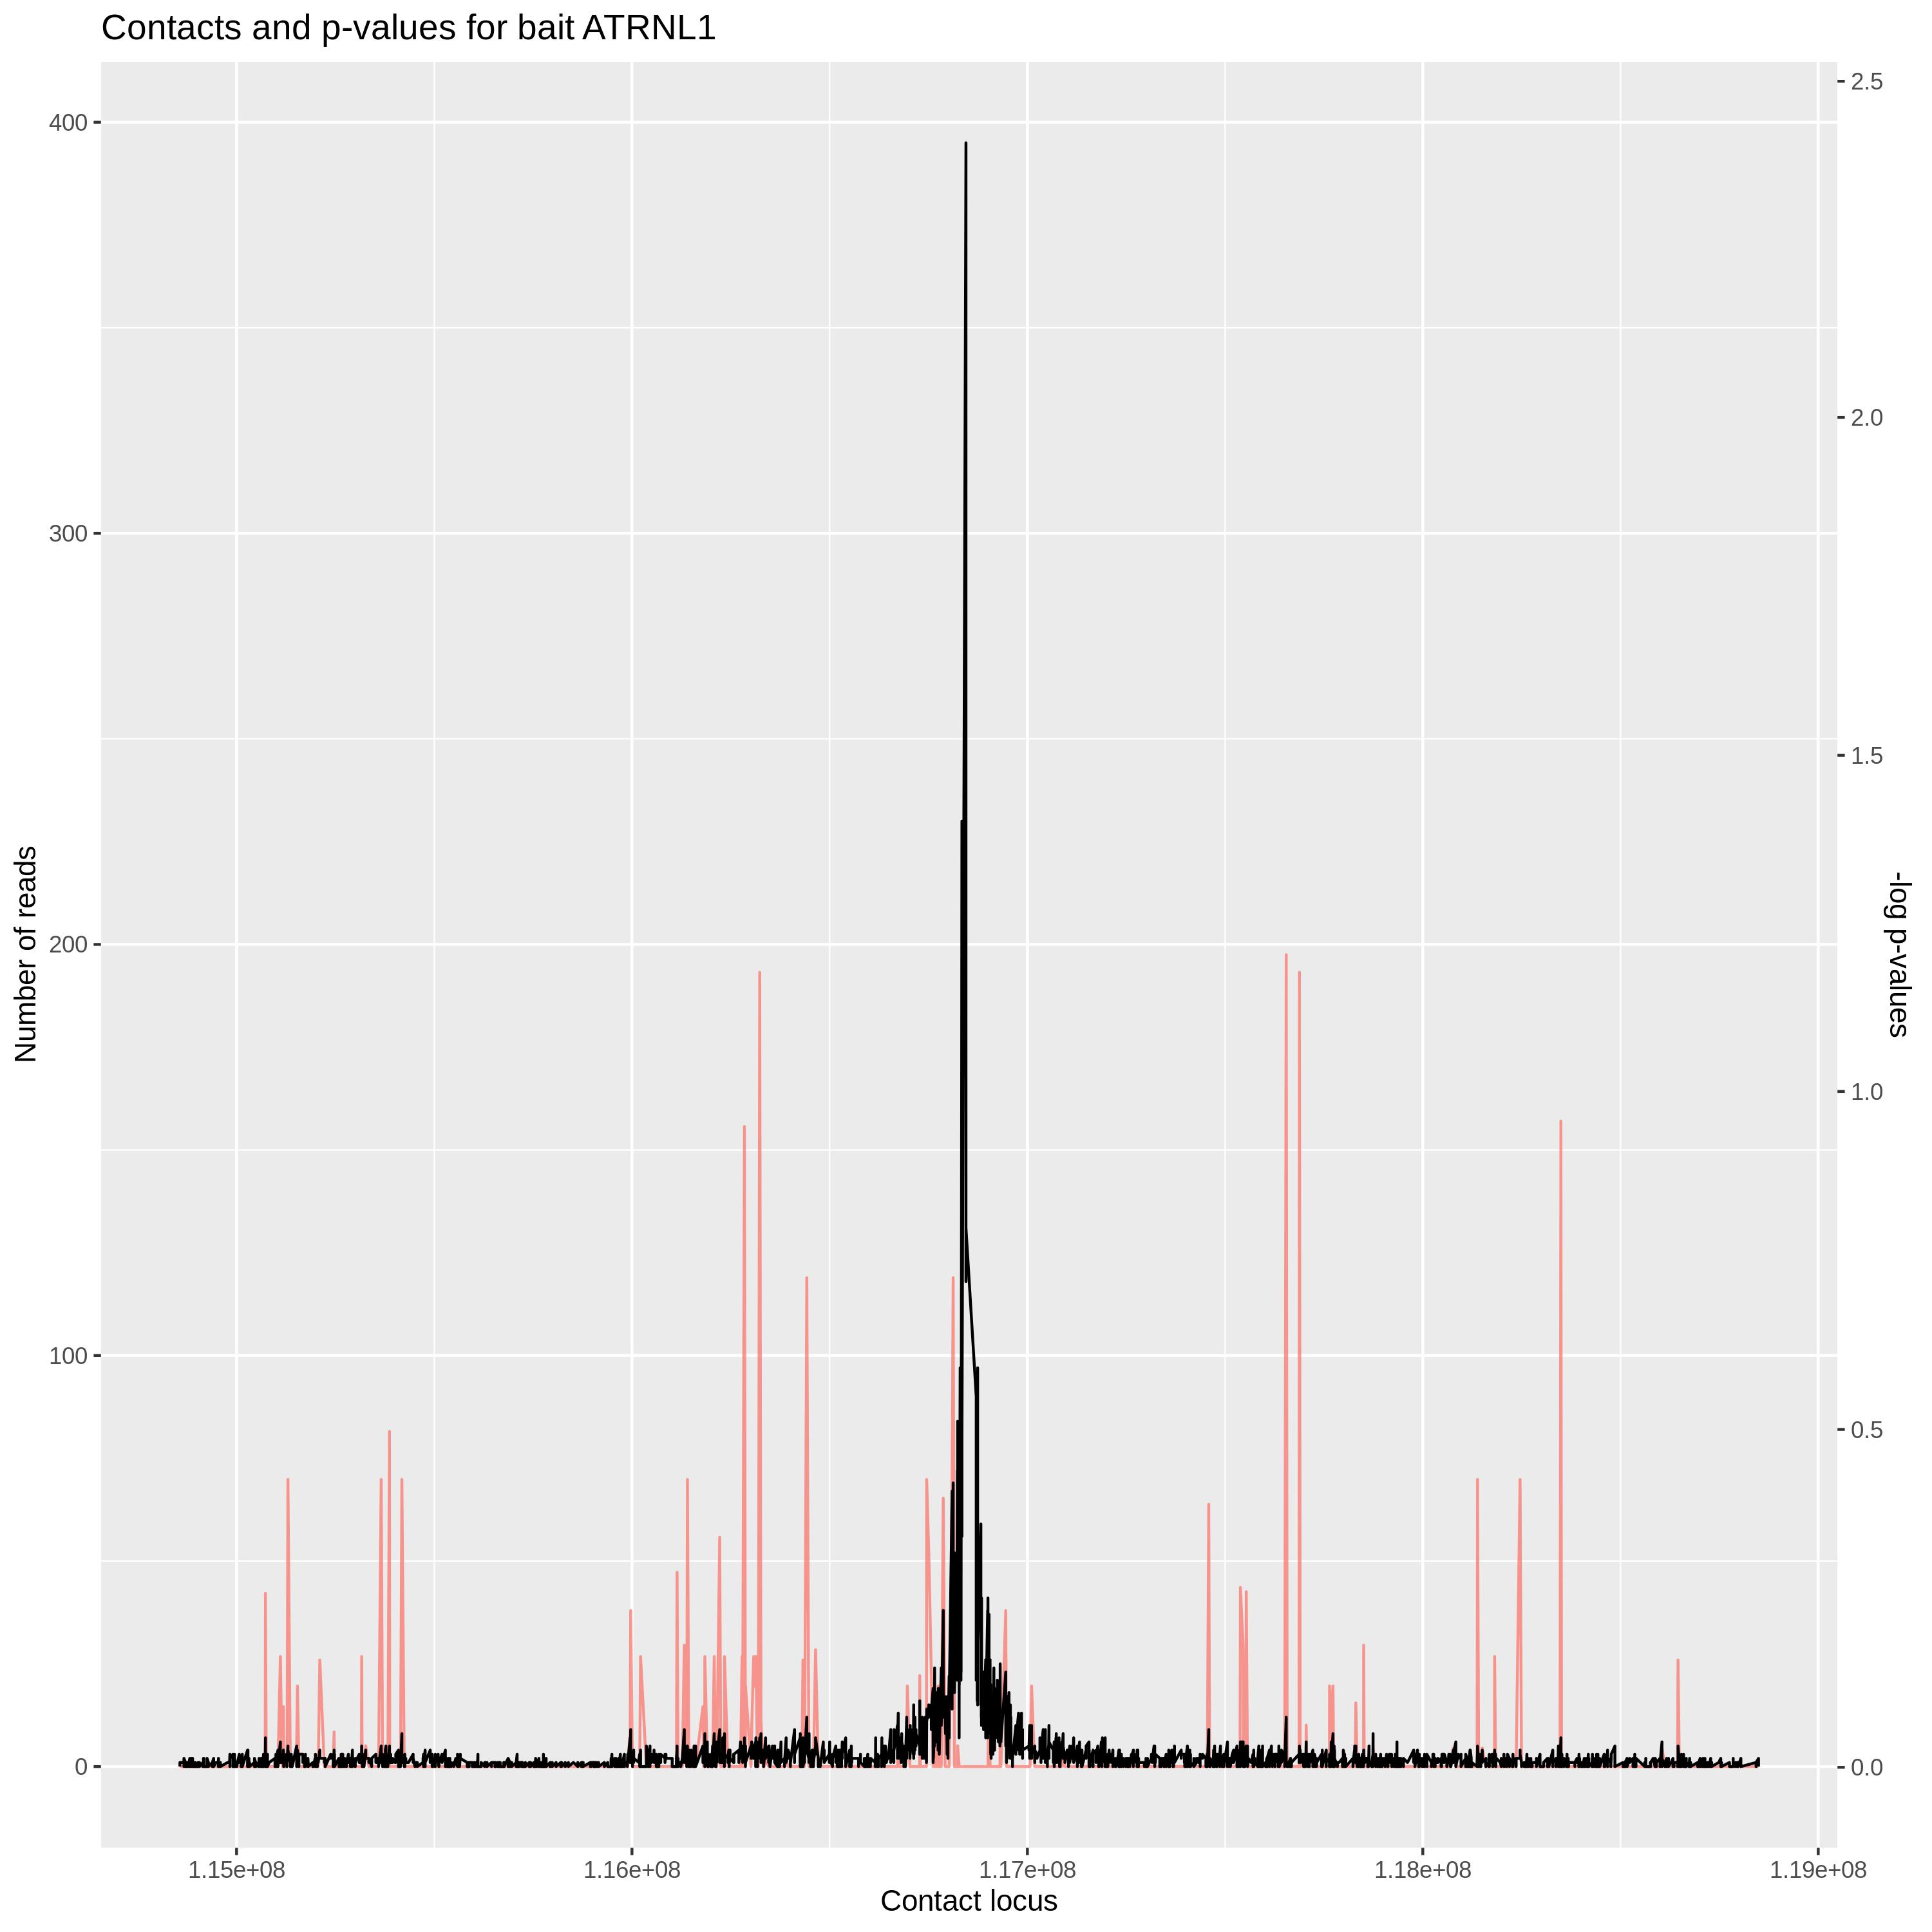 Contacts and p-values for bait ATRNL1
400
300
200
100
0
Number of reads
2.5
2.0
1.5
1.0
0.5
0.0
-log p-values
1.15e+08
1.16e+08
1.17e+08
1.18e+08
1.19e+08
Contact locus